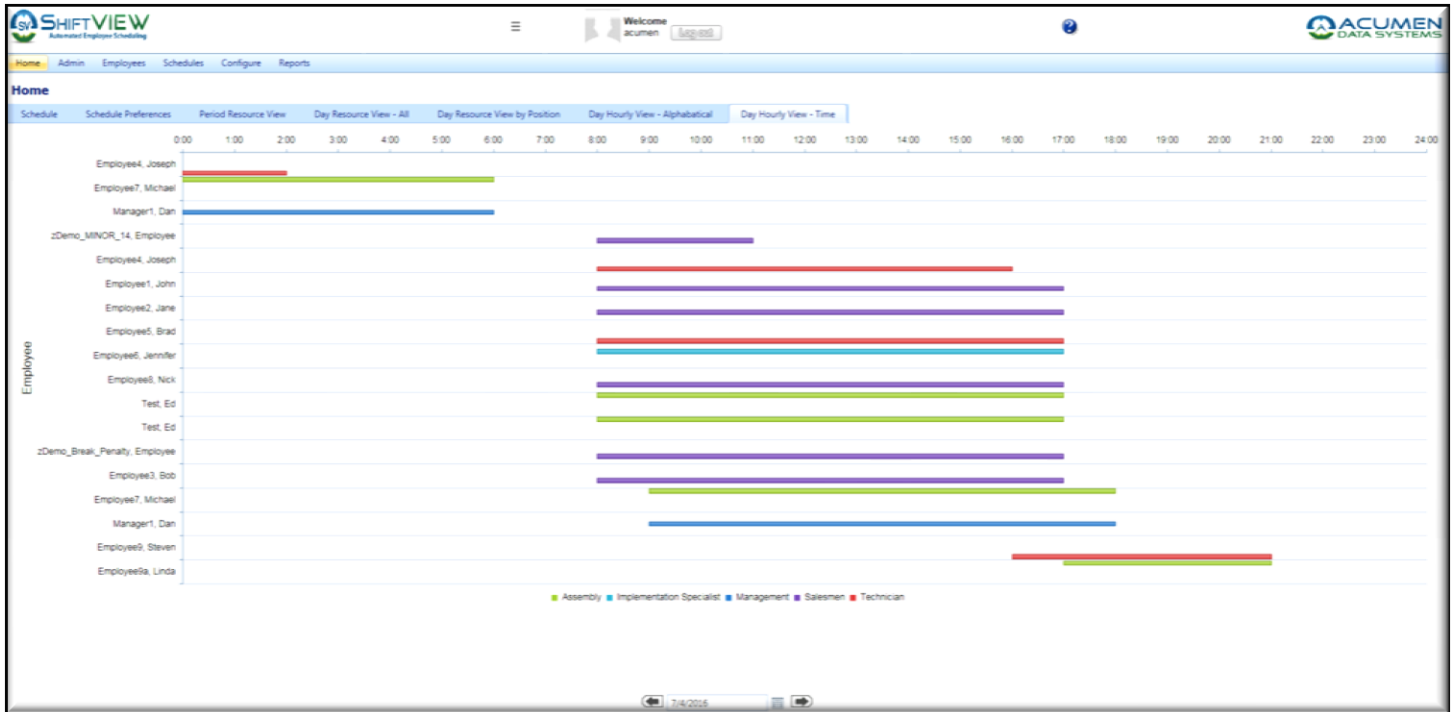 SV SHIFTVIEW
Automated Employee Scheduling
Welcome
acumen Log out
?
ACUMEN
DATA SYSTEMS
Home Admin Employees Schedules Configure Reports
Home
Schedule Schedule Preferences Period Resource View Day Resource View - All Day Resource View by Position Day Hourly View - Alphabetical Day Hourly View - Time
0:00 1:00 2:00 3:00 4:00 5:00 6:00 7:00 8:00 9:00 10:00 11:00 12:00 13:00 14:00 15:00 16:00 17:00 18:00 19:00 20:00 21:00 22:00 23:00 24:00
Employee
Employee4, Joseph
Employee7, Michael
Manager1, Dan
zDemo_MINOR_14, Employee
Employee4, Joseph
Employee1, John
Employee2, Jane
Employee5, Brad
Employee6, Jennifer
Employee8, Nick
Test, Ed
Test, Ed
zDemo_Break_Penalty, Employee
Employee3, Bob
Employee7, Michael
Manager1, Dan
Employee9, Steven
Employee9a, Linda
Assembly Implementation Specialist Management Salesmen Technician
7/4/2016